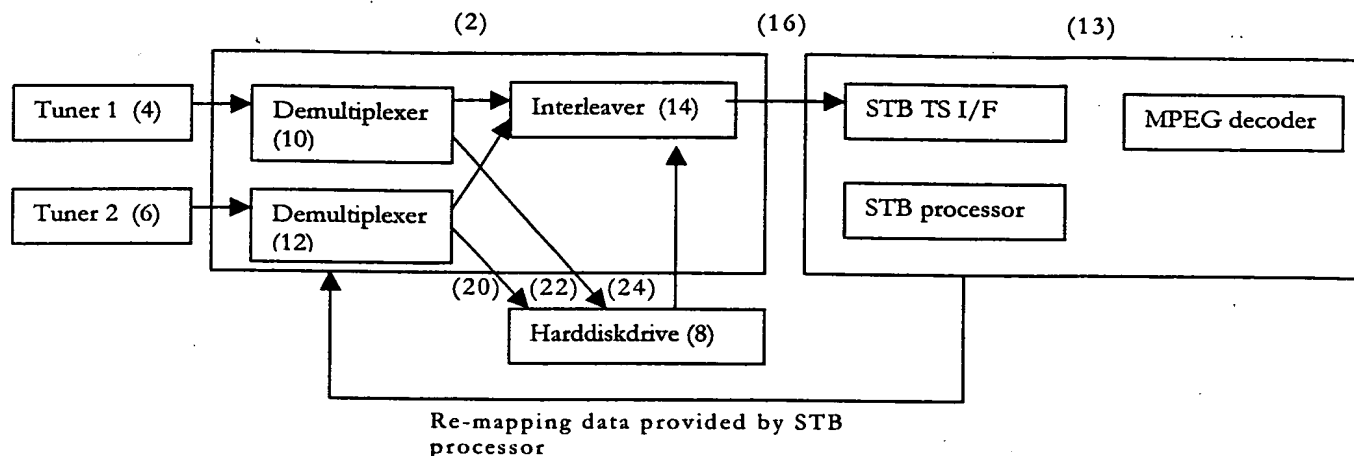 (2) (16) (13)
Tuner 1 (4)
Demultiplexer
(10)
Interleaver (14)
STB TS I/F
MPEG decoder
Tuner 2 (6)
Demultiplexer
(12)
STB processor
(20) (22) (24)
Harddiskdrive (8)
Re-mapping data provided by STB
processor